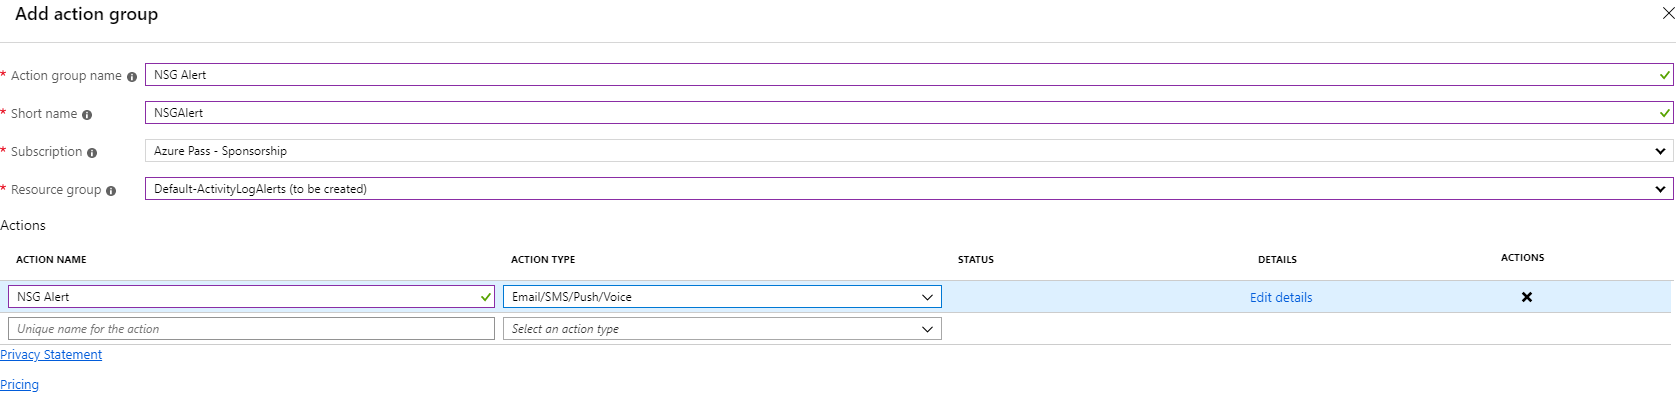 Add action group
* Action group name NSG Alert
* Short name NSGAlert
* Subscription Azure Pass - Sponsorship
* Resource group Default-ActivityLogAlerts (to be created)
Actions
ACTION NAME ACTION TYPE STATUS DETAILS ACTIONS
NSG Alert Email/SMS/Push/Voice Edit details
Unique name for the action Select an action type
Privacy Statement
Pricing